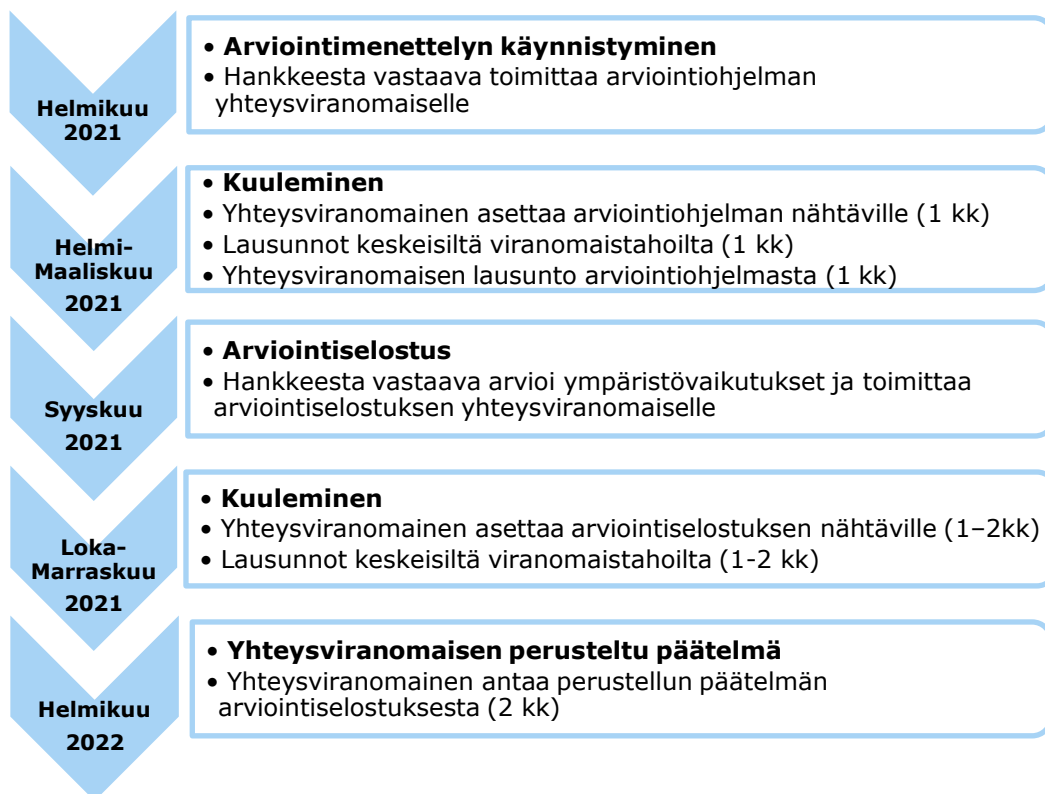 Helmikuu
2021
• Arviointimenettelyn käynnistyminen
• Hankkeesta vastaava toimittaa arviointiohjelman
yhteysviranomaiselle
Helmi-
Maaliskuu
2021
• Kuuleminen
• Yhteysviranomainen asettaa arviointiohjelman nähtäville (1 kk)
• Lausunnot keskeisiltä viranomaistahoilta (1 kk)
• Yhteysviranomaisen lausunto arviointiohjelmasta (1 kk)
Syyskuu
2021
• Arviointiselostus
• Hankkeesta vastaava arvioi ympäristövaikutukset ja toimittaa
arviointiselostuksen yhteysviranomaiselle
Loka-
Marraskuu
2021
• Kuuleminen
• Yhteysviranomainen asettaa arviointiselostuksen nähtäville (1–2kk)
• Lausunnot keskeisiltä viranomaistahoilta (1-2 kk)
Helmikuu
2022
• Yhteysviranomaisen perusteltu päätelmä
• Yhteysviranomainen antaa perustellun päätelmän
arviointiselostuksesta (2 kk)